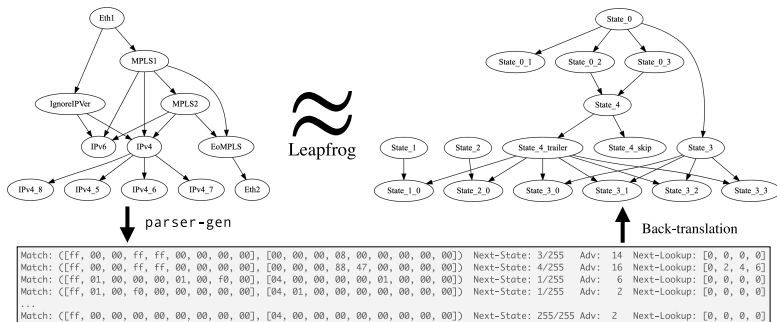 Eth1
MPLS1
IgnoreIPVer
MPLS2
IPv6
IPv4
EoMPLS
IPv4_8
IPv4_5
IPv4_6
IPv4_7
Eth2
≈
Leapfrog
State_0
State_0_1
State_0_2
State_0_3
State_4
State_1
State_2
State_4_trailer
State_4_skip
State_3
State_1_0
State_2_0
State_3_0
State_3_1
State_3_2
State_3_3
parser-gen
Back-translation
Match: ([ff, 00, 00, ff, ff, 00, 00, 00, 00], [00, 00, 00, 08, 00, 00, 00, 00, 00]) Next-State: 3/255 Adv: 14 Next-Lookup: [0, 0, 0, 0]
Match: ([ff, 00, 00, ff, ff, 00, 00, 00, 00], [00, 00, 00, 88, 47, 00, 00, 00, 00]) Next-State: 4/255 Adv: 16 Next-Lookup: [0, 2, 4, 6]
Match: ([ff, 01, 00, 00, 00, 01, 00, f0, 00], [04, 00, 00, 00, 00, 01, 00, 00, 00]) Next-State: 1/255 Adv: 6 Next-Lookup: [0, 0, 0, 0]
Match: ([ff, 01, f0, 00, f0, 00, 00, 00, 00], [04, 01, 00, 00, 00, 00, 00, 00, 00]) Next-State: 1/255 Adv: 2 Next-Lookup: [0, 0, 0, 0]
...
Match: ([ff, 00, 00, 00, 00, 00, 00, 00, 00], [04, 00, 00, 00, 00, 00, 00, 00, 00]) Next-State: 255/255 Adv: 2 Next-Lookup: [0, 0, 0, 0]